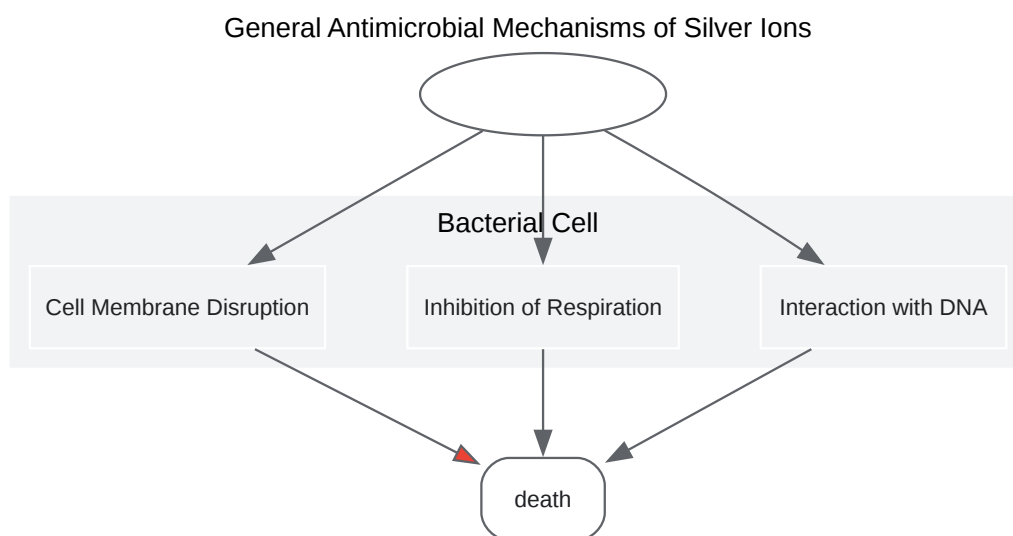 General Antimicrobial Mechanisms of Silver Ions
Bacterial Cell
Cell Membrane Disruption
Inhibition of Respiration
Interaction with DNA
death